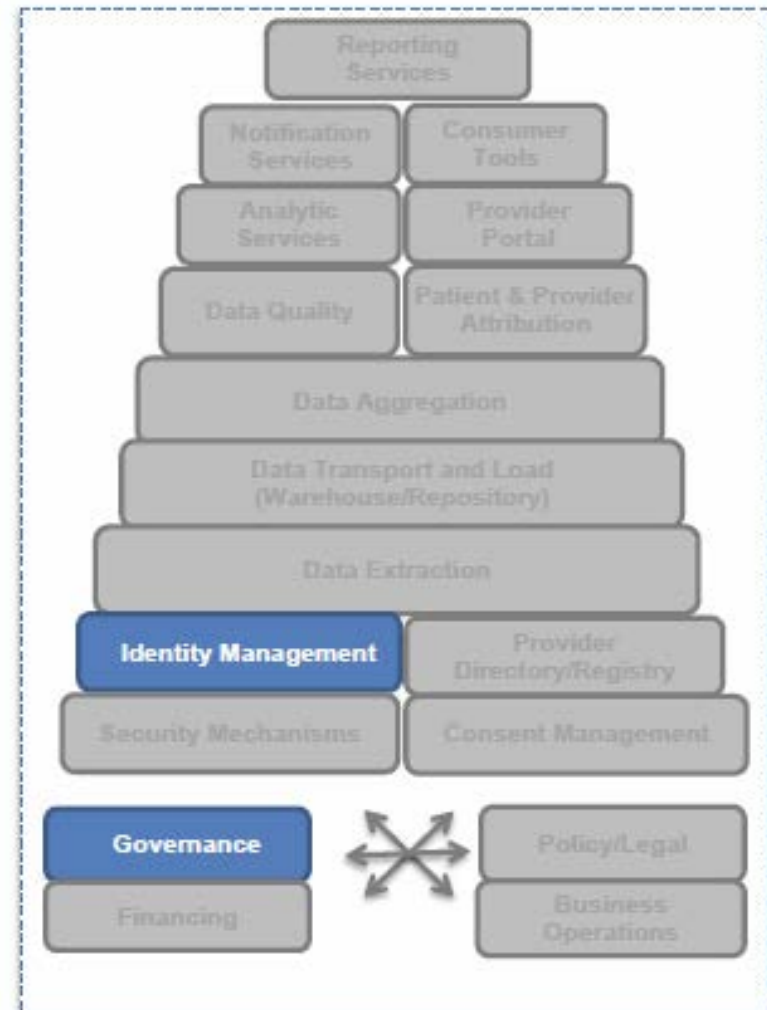 Reporting
Services
Notification
Services
Consumer
Tools
Analytic
Services
Provider
Portal
Data Quality
Patient & Provider
Attribution
Data Aggregation
Data Transport and Load
(Warehouse/Repository)
Data Extraction
Identity Management
Provider
Directory/Registry
Security Mechanisms
Consent Management
Governance
Policy/Legal
Financing
Business
Operations